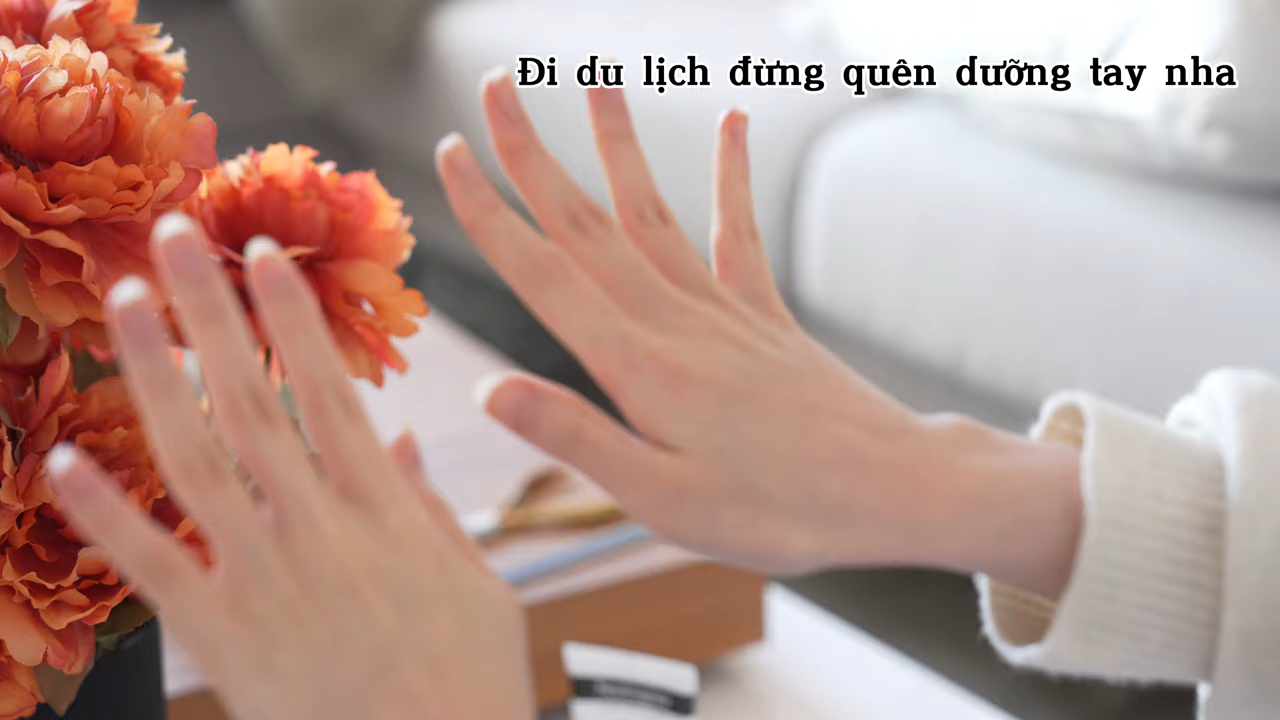 Đi du lịch đừng quên dưỡng tay nha